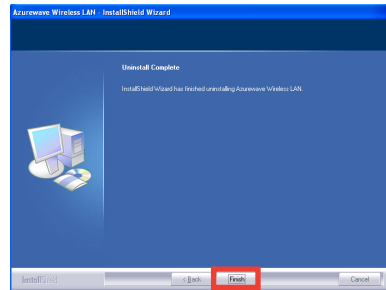 Azurewave Wireless LAN - InstallShield Wizard
Uninstall Complete
InstallShield Wizard has finished uninstalling Azurewave Wireless LAN.
InstallShield
< Back
Finish
Cancel